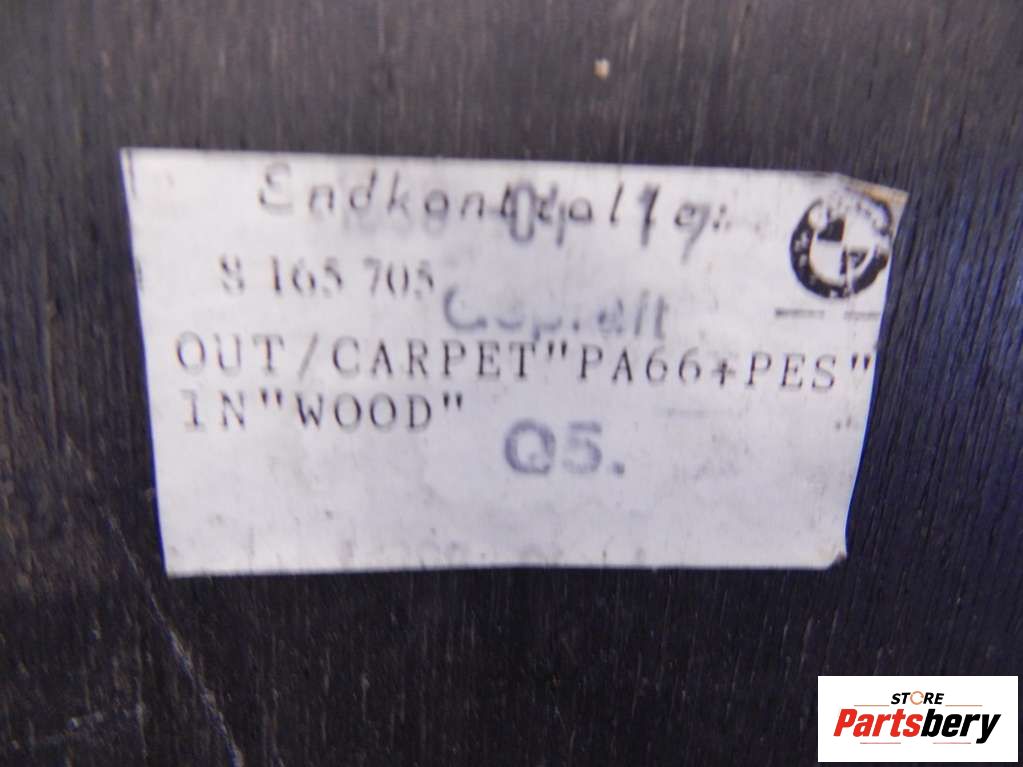 Endkontrolle:
8 165 705
Geprüft
OUT/CARPET"PA66+PES"
IN"WOOD"
Q5.
STORE
Partsbery